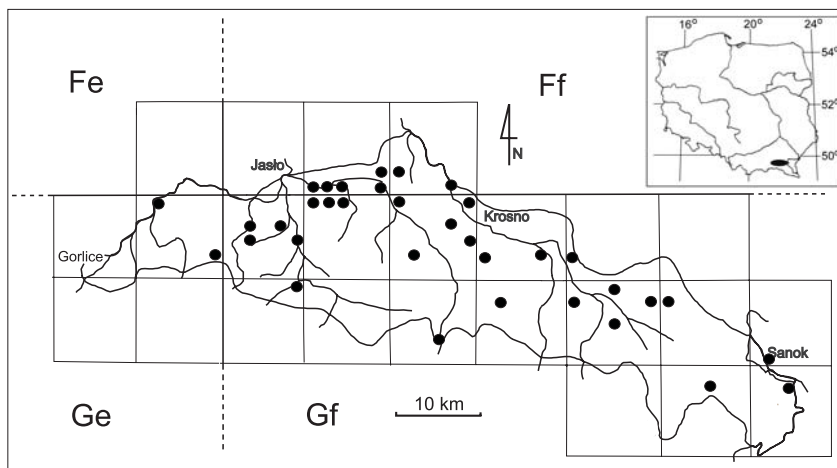 16° 20° 24°
54°
52°
50°
Fe
Ff
N
Jasło
Krosno
Gorlice
Sanok
Ge
Gf
10 km